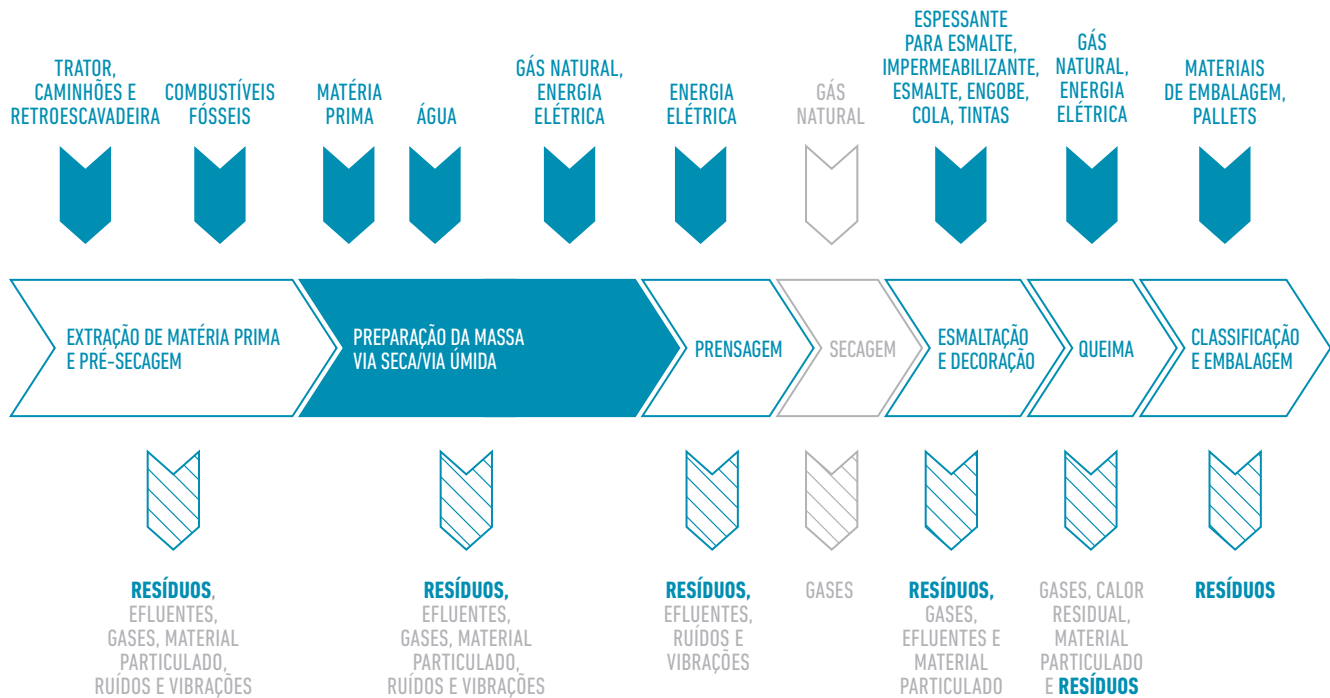 TRATOR,
CAMINHÕES E
RETROESCAVADEIRA
COMBUSTÍVEIS
FÓSSEIS
MATÉRIA
PRIMA
ÁGUA
GÁS NATURAL,
ENERGIA
ELÉTRICA
ENERGIA
ELÉTRICA
GÁS
NATURAL
ESPESSANTE
PARA ESMALTE,
IMPERMEABILIZANTE,
ESMALTE, ENGOBE,
COLA, TINTAS
GÁS
NATURAL,
ENERGIA
ELÉTRICA
MATERIAIS
DE EMBALAGEM,
PALLETS
EXTRAÇÃO DE MATÉRIA PRIMA
E PRÉ-SECAGEM
PREPARAÇÃO DA MASSA
VIA SECA/VIA ÚMIDA
PRENSAGEM
SECAGEM
ESMALTAÇÃO
E DECORAÇÃO
QUEIMA
CLASSIFICAÇÃO
E EMBALAGEM
RESÍDUOS,
EFLUENTES,
GASES, MATERIAL
PARTICULADO,
RUÍDOS E VIBRAÇÕES
RESÍDUOS,
EFLUENTES,
GASES, MATERIAL
PARTICULADO,
RUÍDOS E VIBRAÇÕES
RESÍDUOS,
EFLUENTES,
RUÍDOS E
VIBRAÇÕES
GASES
RESÍDUOS,
GASES,
EFLUENTES E
MATERIAL
PARTICULADO
GASES, CALOR
RESIDUAL,
MATERIAL
PARTICULADO
E RESÍDUOS
RESÍDUOS